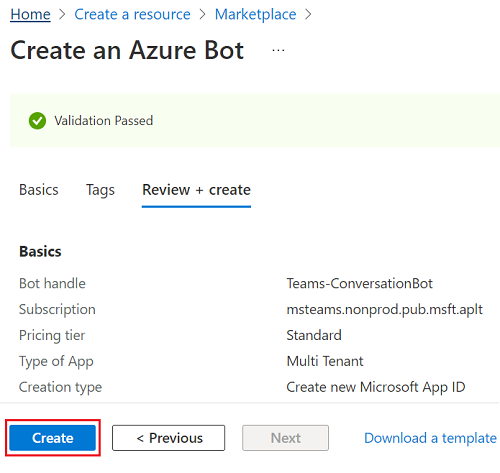 Home > Create a resource > Marketplace >
Create an Azure Bot ...
Validation Passed
Basics Tags Review + create
Basics
Bot handle Teams-ConversationBot
Subscription msteams.nonprod.pub.msft.aplt
Pricing tier Standard
Type of App Multi Tenant
Creation type Create new Microsoft App ID
Create < Previous Next Download a template